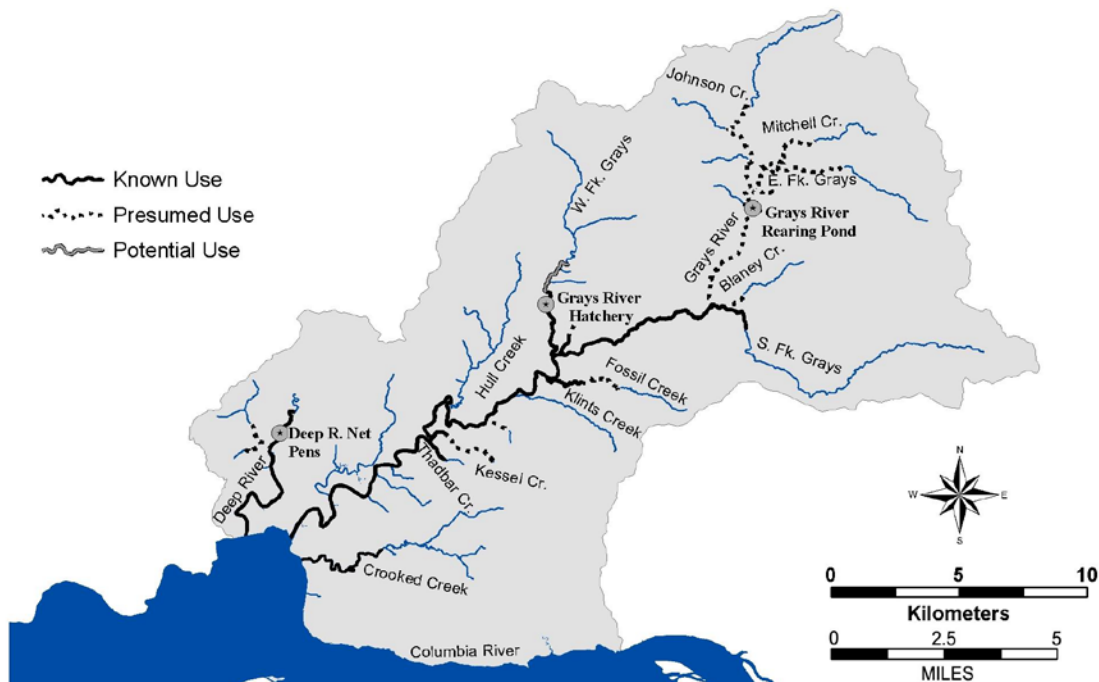 Known Use
Presumed Use
Potential Use
Johnson Cr.
Mitchell Cr.
E. Fk. Grays
W. Fk. Grays
Grays River
Rearing Pond
Grays River
Blaney Cr.
Grays River
Hatchery
S. Fk. Grays
Hull Creek
Fossil Creek
Klints Creek
Deep R. Net
Pens
Deep River
Thadbar Cr.
Kessel Cr.
Crooked Creek
Columbia River
N
W
E
S
0 5 10
Kilometers
0 2.5 5
MILES